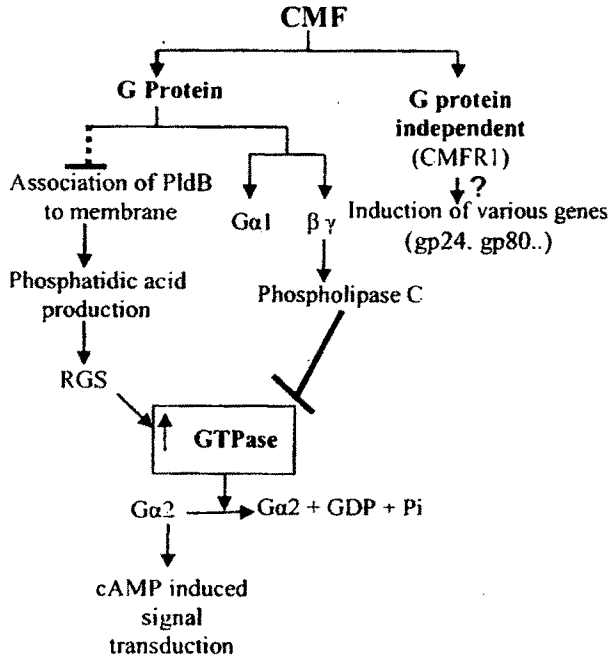 CMF
G Protein
G protein
independent
(CMFR1)
?
Association of PldB
to membrane
Gα1
β γ
Induction of various genes
(gp24. gp80..)
Phosphatidic acid
production
Phospholipase C
RGS
GTPase
Gα2
Gα2 + GDP + Pi
cAMP induced
signal
transduction